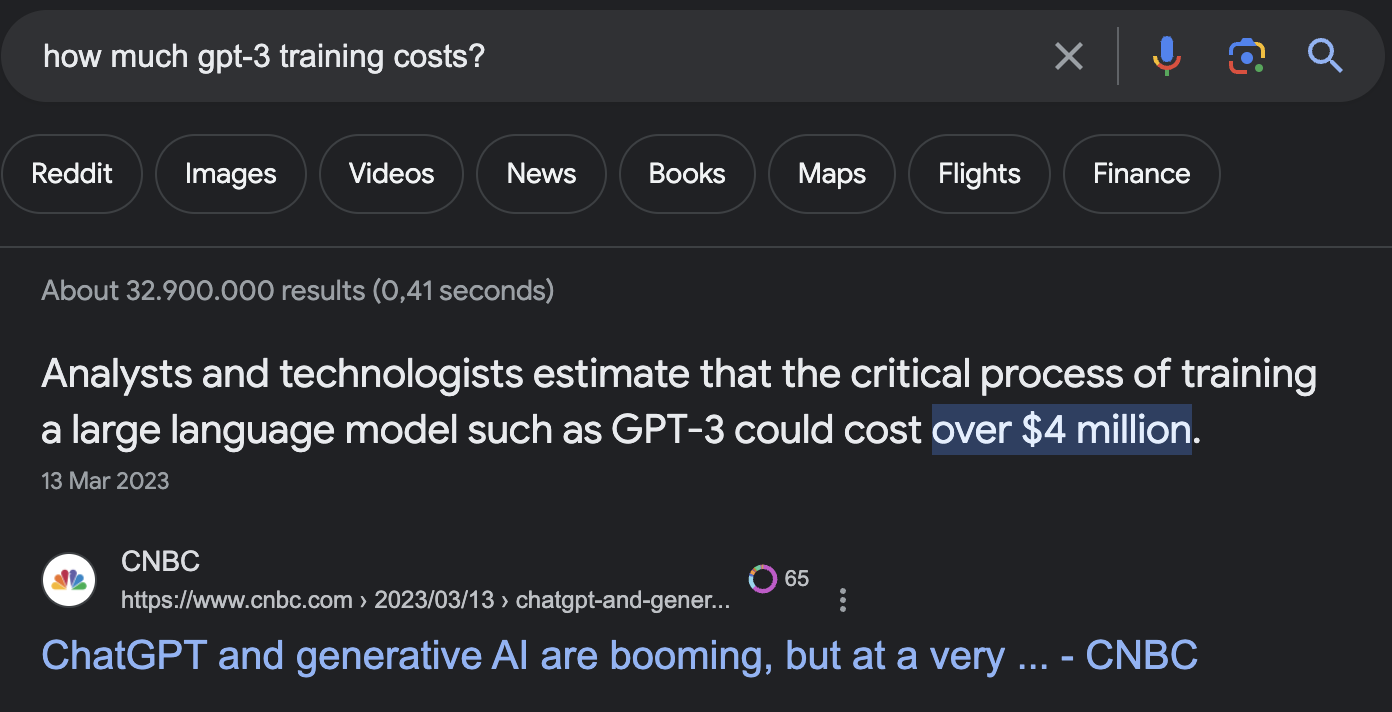 how much gpt-3 training costs?
Reddit Images Videos News Books Maps Flights Finance
About 32.900.000 results (0,41 seconds)
Analysts and technologists estimate that the critical process of training
a large language model such as GPT-3 could cost over $4 million.
13 Mar 2023
CNBC
https://www.cnbc.com › 2023/03/13 › chatgpt-and-gener...
65
ChatGPT and generative AI are booming, but at a very ... - CNBC